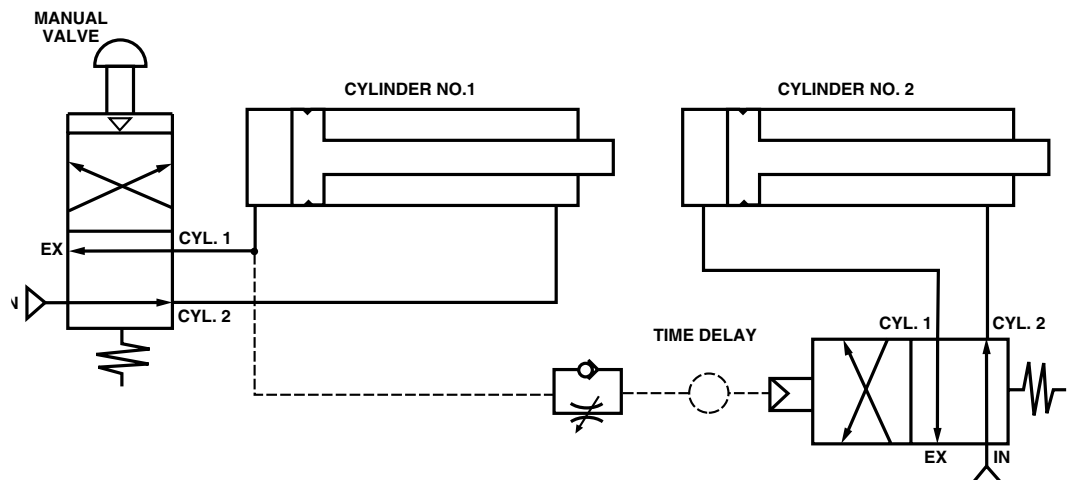 MANUAL
VALVE
CYLINDER NO.1
CYLINDER NO. 2
EX
CYL. 1
CYL. 2
TIME DELAY
CYL. 1
CYL. 2
EX
IN